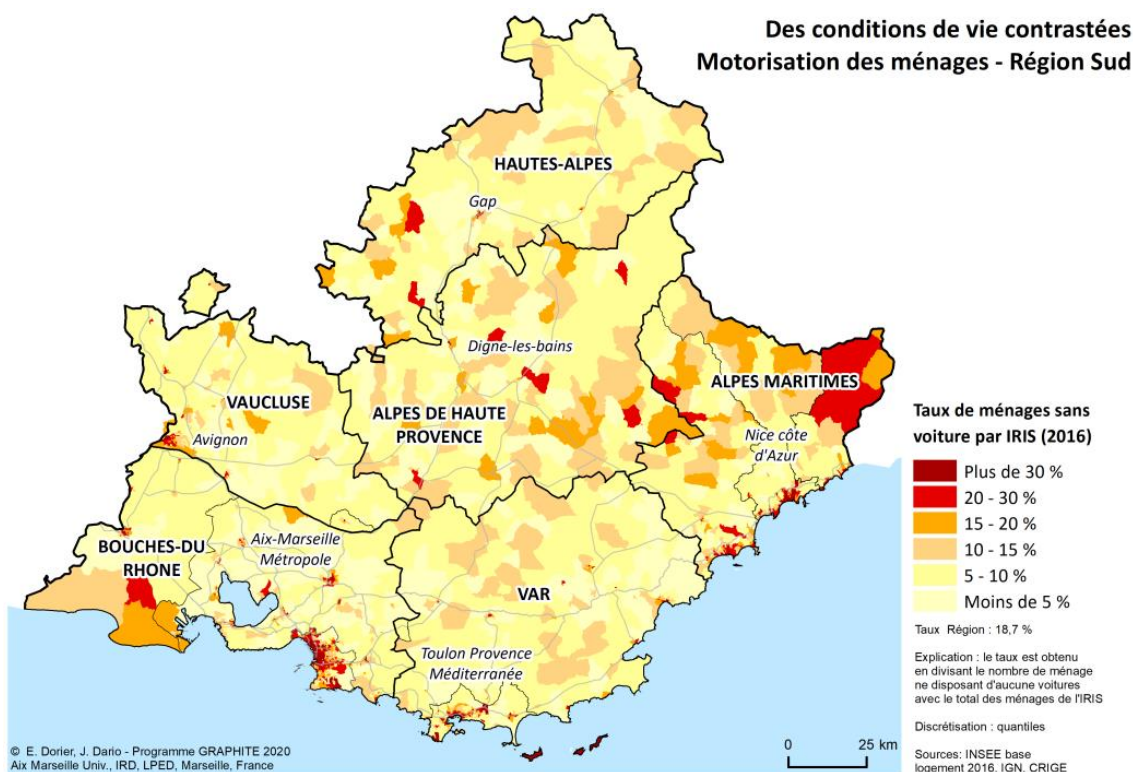 Des conditions de vie contrastées
Motorisation des ménages - Région Sud
HAUTES-ALPES
Gap
Digne-les-bains
ALPES MARITIMES
VAUCLUSE
ALPES DE HAUTE
PROVENCE
Avignon
Nice côte
d'Azur
Aix-Marseille
Métropole
BOUCHES-DU
RHONE
VAR
Toulon Provence
Méditerranée
Taux de ménages sans
voiture par IRIS (2016)
Plus de 30 %
20 - 30 %
15 - 20 %
10 - 15 %
5 - 10 %
Moins de 5 %
Taux Région : 18,7 %
Explication : le taux est obtenu
en divisant le nombre de ménage
ne disposant d'aucune voitures
avec le total des ménages de l'IRIS
Discrétisation : quantiles
Sources: INSEE base
logement 2016, IGN, CRIGE
0 25 km
© E. Dorier, J. Dario - Programme GRAPHITE 2020
Aix Marseille Univ., IRD, LPED, Marseille, France